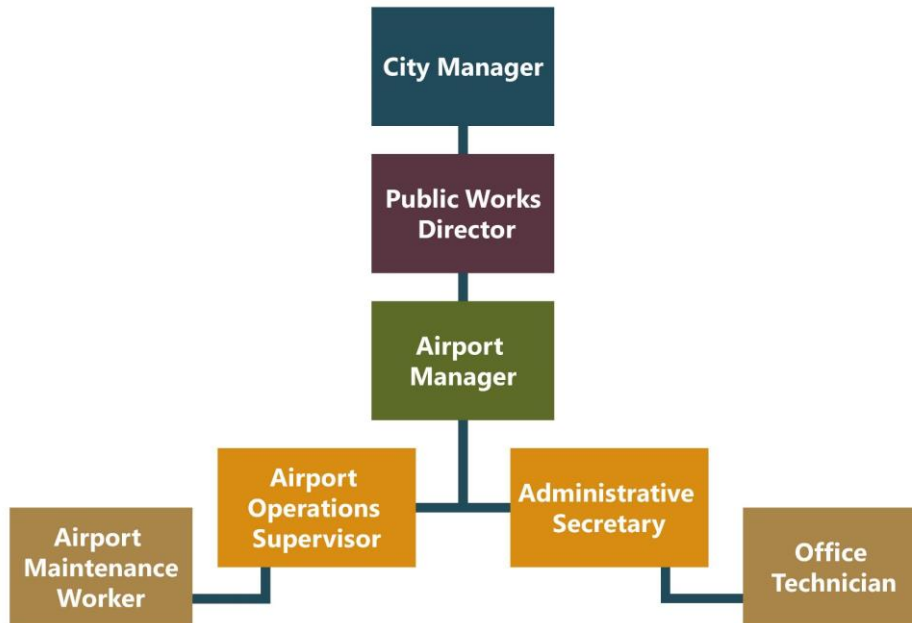 City Manager
Public Works
Director
Airport
Manager
Airport
Operations
Supervisor
Administrative
Secretary
Airport
Maintenance
Worker
Office
Technician